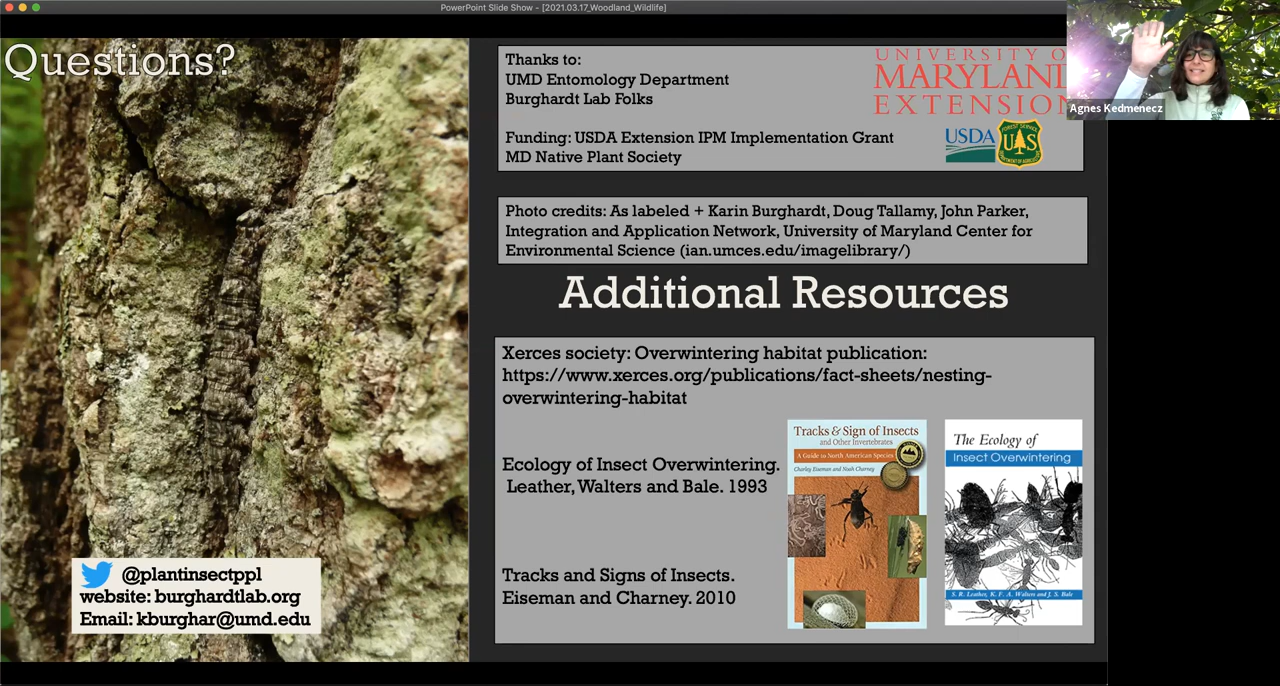 PowerPoint Slide Show - [2021.03.17_Woodland_Wildlife]
Questions?
Thanks to:
UMD Entomology Department
Burghardt Lab Folks
Funding: USDA Extension IPM Implementation Grant
MD Native Plant Society
UNIVERSITY O
MARYLAND
EXTENSION
USDA
FOREST SERVICE
UAS
DEPARTMENT OF AGRICULTURE
Agnes Kedmenecz
Photo credits: As labeled + Karin Burghardt, Doug Tallamy, John Parker,
Integration and Application Network, University of Maryland Center for
Environmental Science (ian.umces.edu/imagelibrary/)
Additional Resources
Xerces society: Overwintering habitat publication:
https://www.xerces.org/publications/fact-sheets/nesting-
overwintering-habitat
Ecology of Insect Overwintering.
Leather, Walters and Bale. 1993
Tracks and Signs of Insects.
Eiseman and Charney. 2010
Tracks & Sign of Insects
and Other Invertebrates
A Guide to North American Species
Charley Eiseman and Noah Charney
The Ecology of
Insect Overwintering
S. R. Leather, K. F. A. Walters and J. S. Bale
@plantinsectppl
website: burghardtlab.org
Email: kburghar@umd.edu